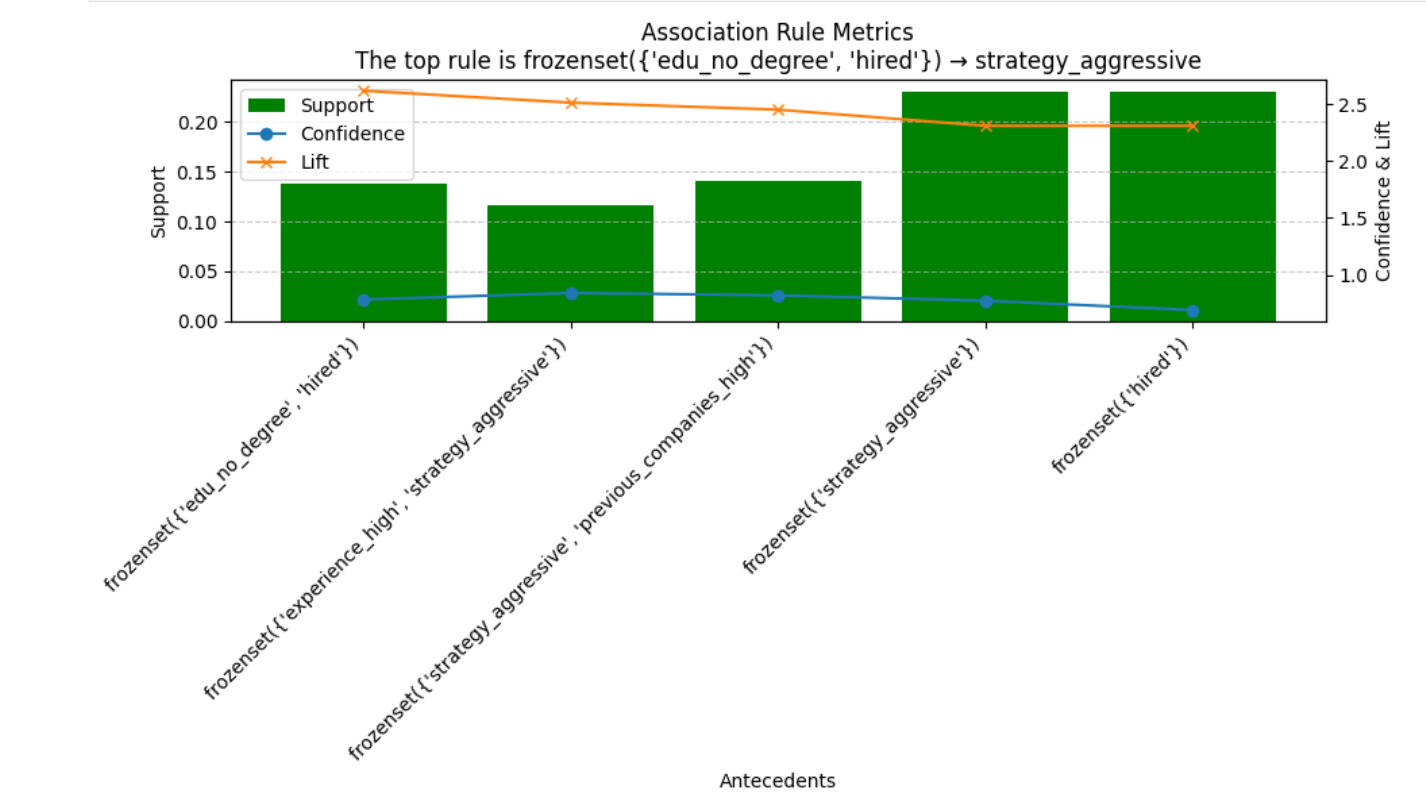 Association Rule Metrics
The top rule is frozenset({'edu_no_degree', 'hired'}) → strategy_aggressive
Support
Confidence
Lift
Support
0.20
0.15
0.10
0.05
0.00
2.5
2.0
1.5
1.0
Confidence & Lift
frozenset({'edu_no_degree', 'hired'})
frozenset({'experience_high', 'strategy_aggressive'})
frozenset({'strategy_aggressive', 'previous_companies_high'})
frozenset({'strategy_aggressive'})
frozenset({'hired'})
Antecedents